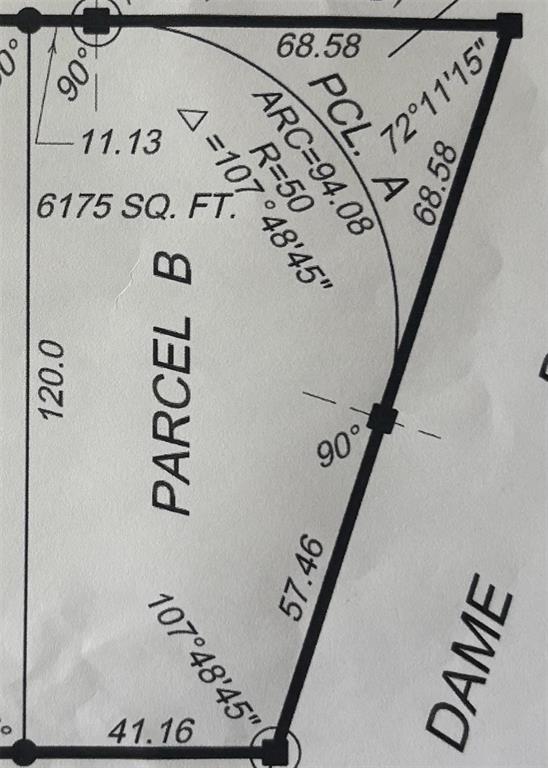 68.58
90°
11.13
PCL. A
72°11'15"
ARC=94.08
R=50
△=107°48'45"
68.58
6175 SQ. FT.
PARCEL B
120.0
90°
57.46
107°48'45"
DAME
41.16